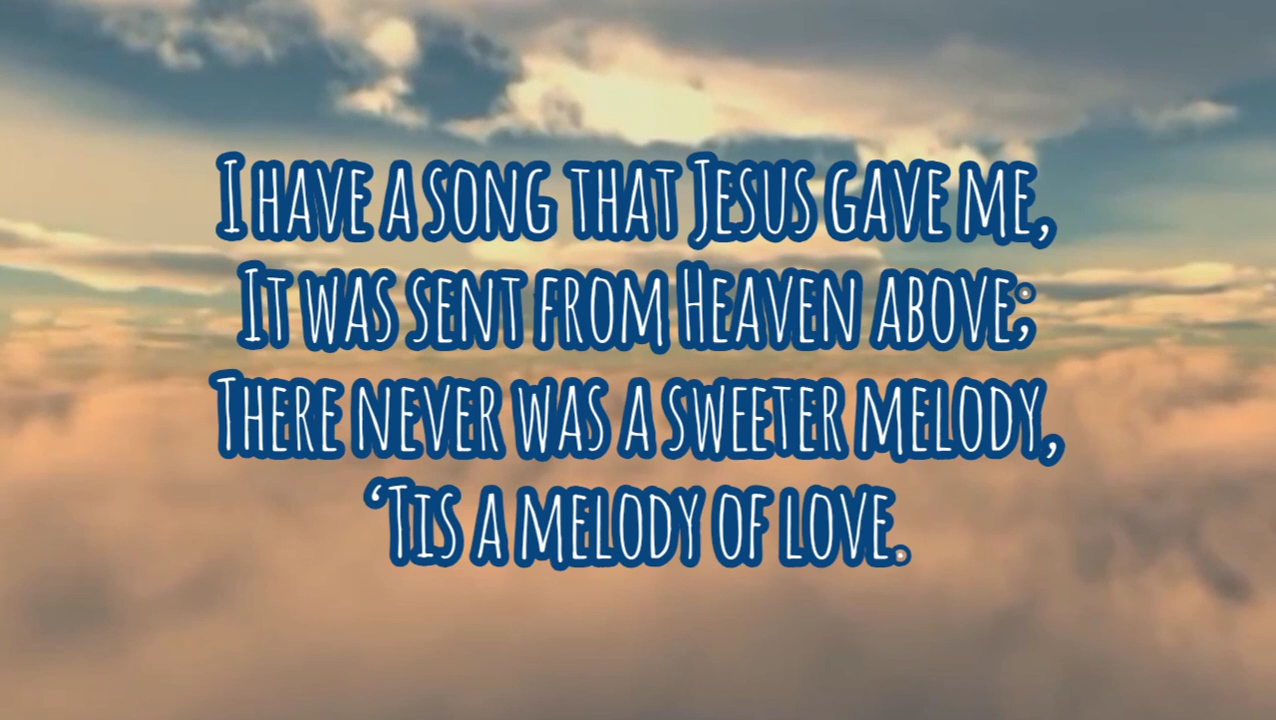 I have a song that Jesus gave me,
It was sent from Heaven above;
There never was a sweeter melody,
‘Tis a melody of love.